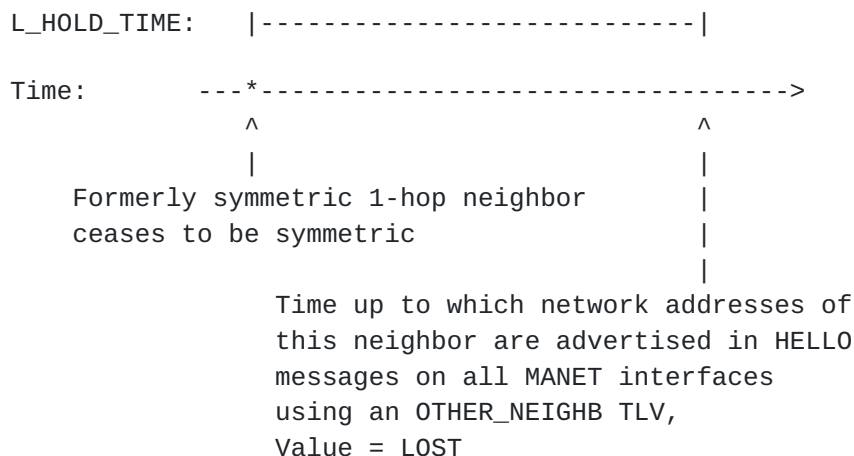 L_HOLD_TIME: |---------------------------|
Time: ---*--------------------------------->
^ ^
| |
Formerly symmetric 1-hop neighbor |
ceases to be symmetric |
|
Time up to which network addresses of
this neighbor are advertised in HELLO
messages on all MANET interfaces
using an OTHER_NEIGHB TLV,
Value = LOST